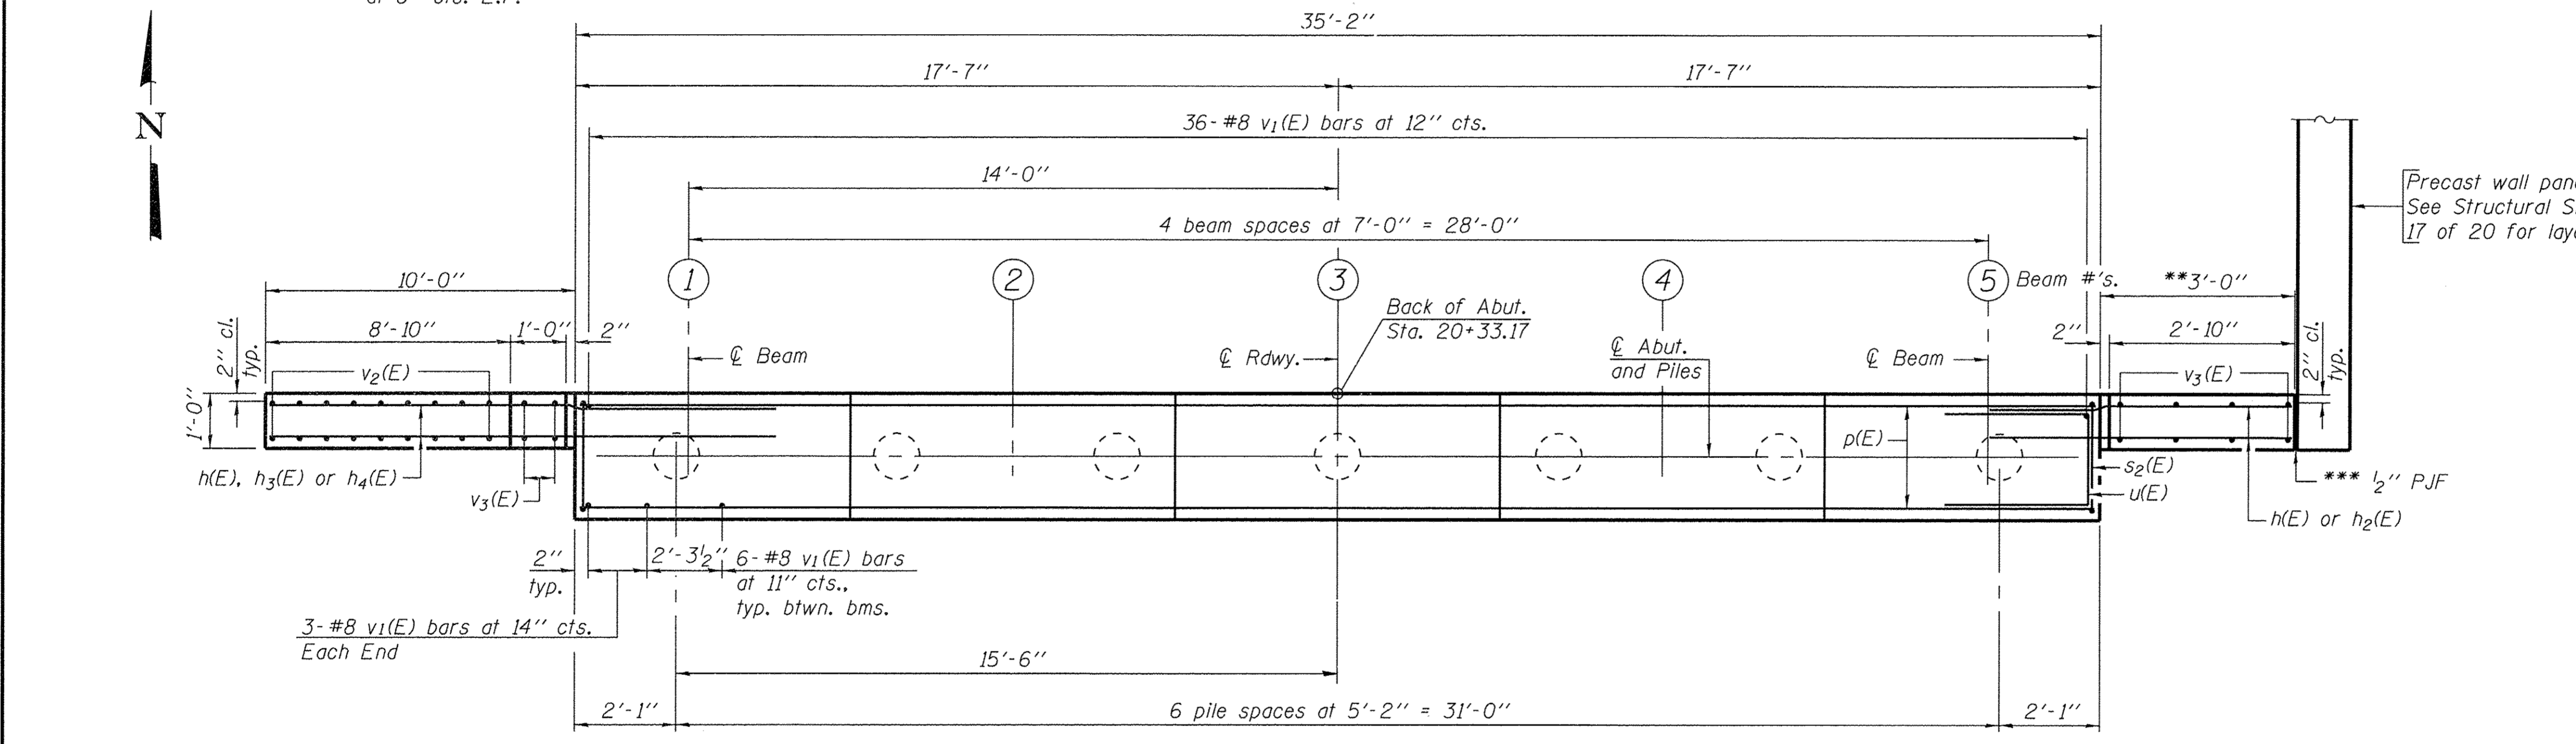 35'-2"
17'-7"
17'-7"
36-#8 v1(E) bars at 12" cts.
14'-0"
4 beam spaces at 7'-0" = 28'-0"
N
Precast wall
See Structural
17 of 20 for
1
2
3
4
5
Beam #'s.
**3'-0"
10'-0"
8'-10"
1'-0"
2"
2" cl.
typ.
1'-0"
v2(E)
℄ Beam
℄ Rdwy.
Back of Abut.
Sta. 20+33.17
℄ Abut.
and Piles
℄ Beam
2"
2'-10"
2" cl.
typ.
v3(E)
h(E), h3(E) or h4(E)
v3(E)
p(E)
s2(E)
u(E)
*** 1/2" PJF
h(E) or h2(E)
2"
typ.
2'-3 1/2"
6-#8 v1(E) bars
at 11" cts.,
typ. btwn. bms.
3-#8 v1(E) bars at 14" cts.
Each End
15'-6"
2'-1"
6 pile spaces at 5'-2" = 31'-0"
2'-1"